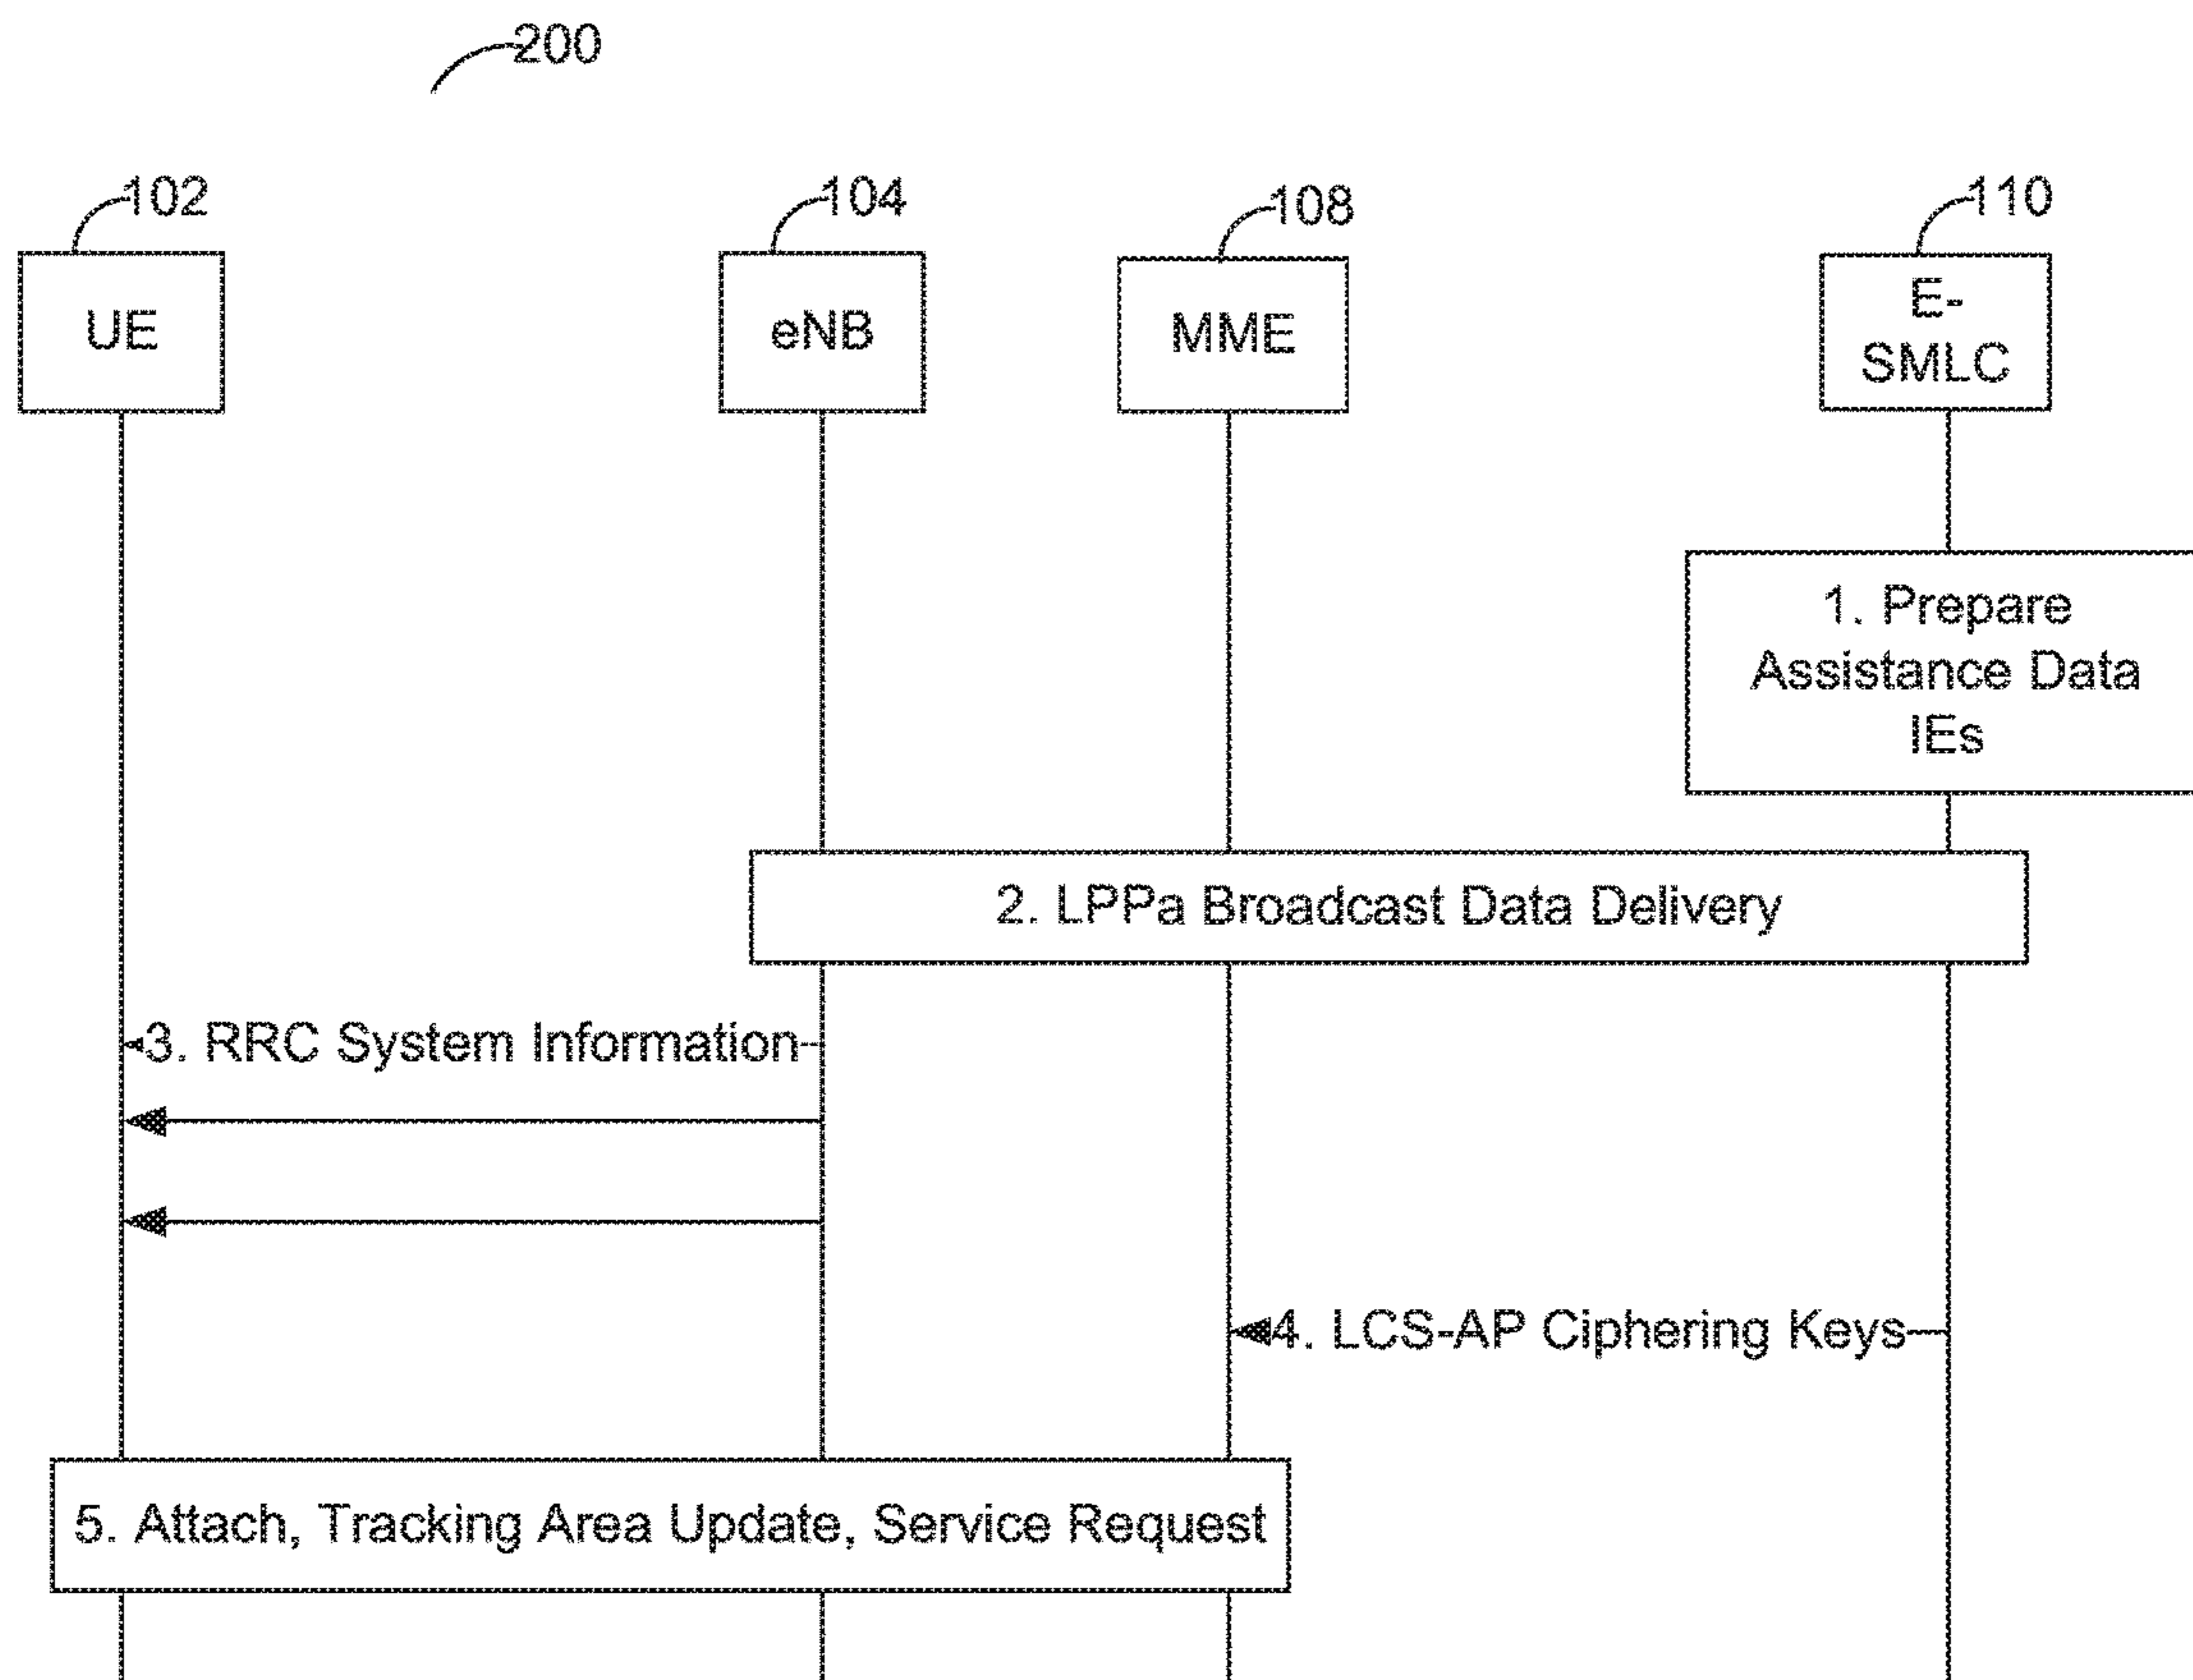 200
102
104
108
110
UE
eNB
MME
E-
SMLC
1. Prepare
Assistance Data
IEs
2. LPPa Broadcast Data Delivery
3. RRC System Information
4. LCS-AP Ciphering Keys
5. Attach, Tracking Area Update, Service Request